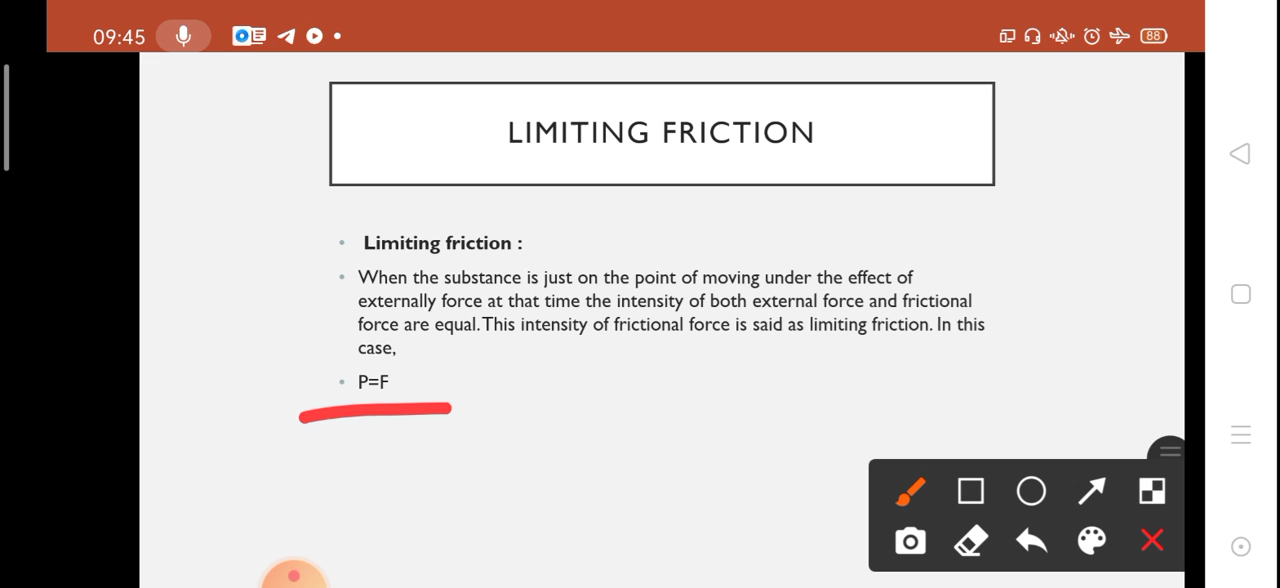 09:45
88
LIMITING FRICTION
Limiting friction :
When the substance is just on the point of moving under the effect of
externally force at that time the intensity of both external force and frictional
force are equal. This intensity of frictional force is said as limiting friction. In this
case,
P=F